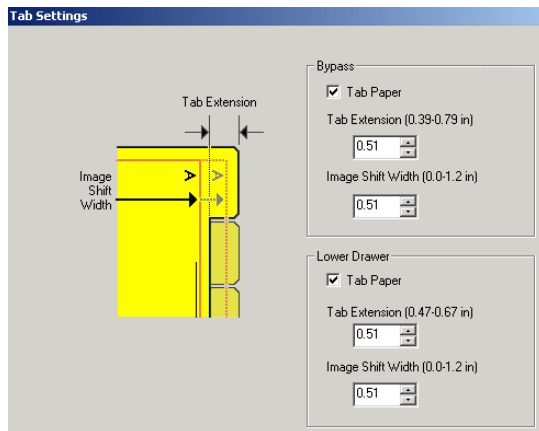 Tab Settings
Tab Extension
Image
Shift
Width
A A
Bypass
Tab Paper
Tab Extension (0.39-0.79 in)
0.51
Image Shift Width (0.0-1.2 in)
0.51
Lower Drawer
Tab Paper
Tab Extension (0.47-0.67 in)
0.51
Image Shift Width (0.0-1.2 in)
0.51